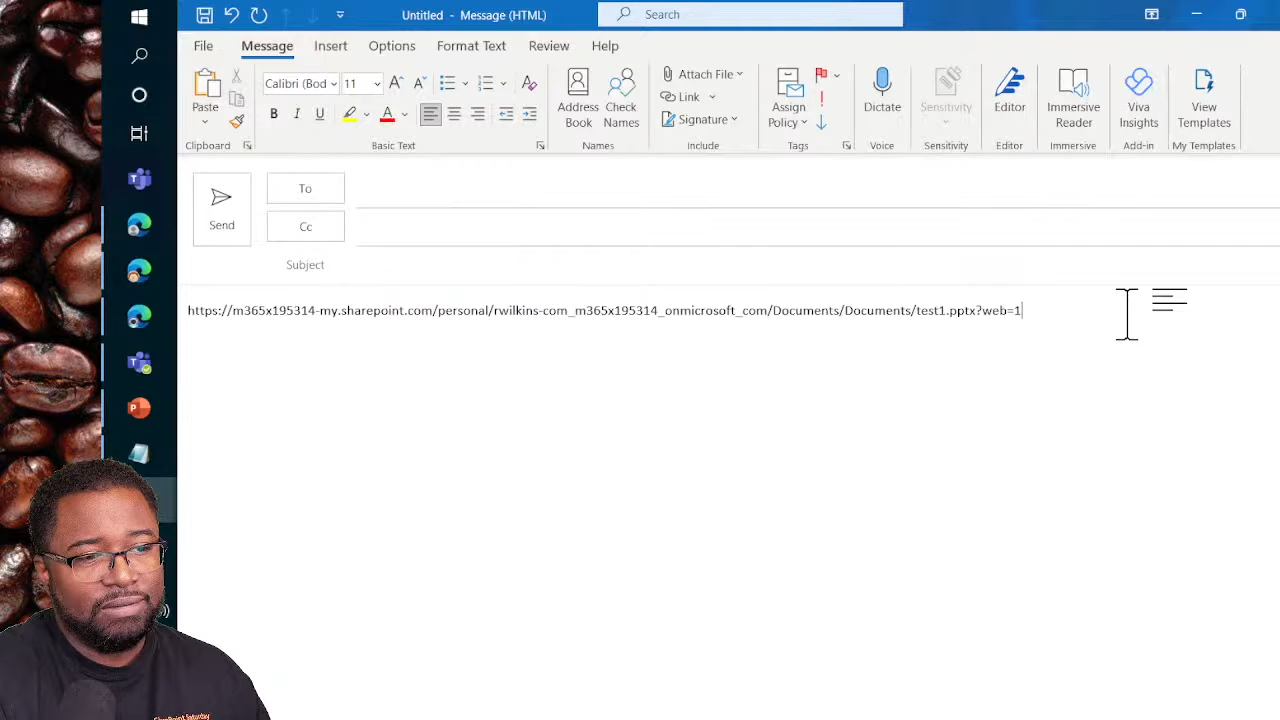 Untitled - Message (HTML)
Search
File Message Insert Options Format Text Review Help
Paste
Clipboard
Calibri (Bod 11
B I U A
Basic Text
Address Book
Check Names
Names
Attach File
Link
Signature
Include
Assign Policy
Tags
Dictate
Voice
Sensitivity
Sensitivity
Editor
Editor
Immersive Reader
Immersive
Viva Insights
Add-in
View Templates
My Templates
Send
To
Cc
Subject
https://m365x195314-my.sharepoint.com/personal/rwilkins-com_m365x195314_onmicrosoft_com/Documents/Documents/test1.pptx?web=1